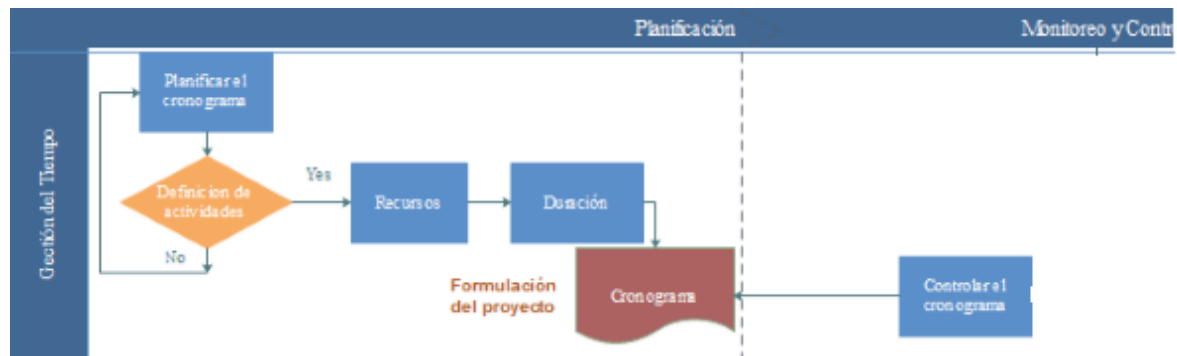 Planificación
Monitoreo y Contr
Gestión del Tiempo
Planificar el
cronograma
Definicion de
actividades
Yes
No
Recursos
Duración
Formulación
del proyecto
Cronograma
Controlar el
cronograma